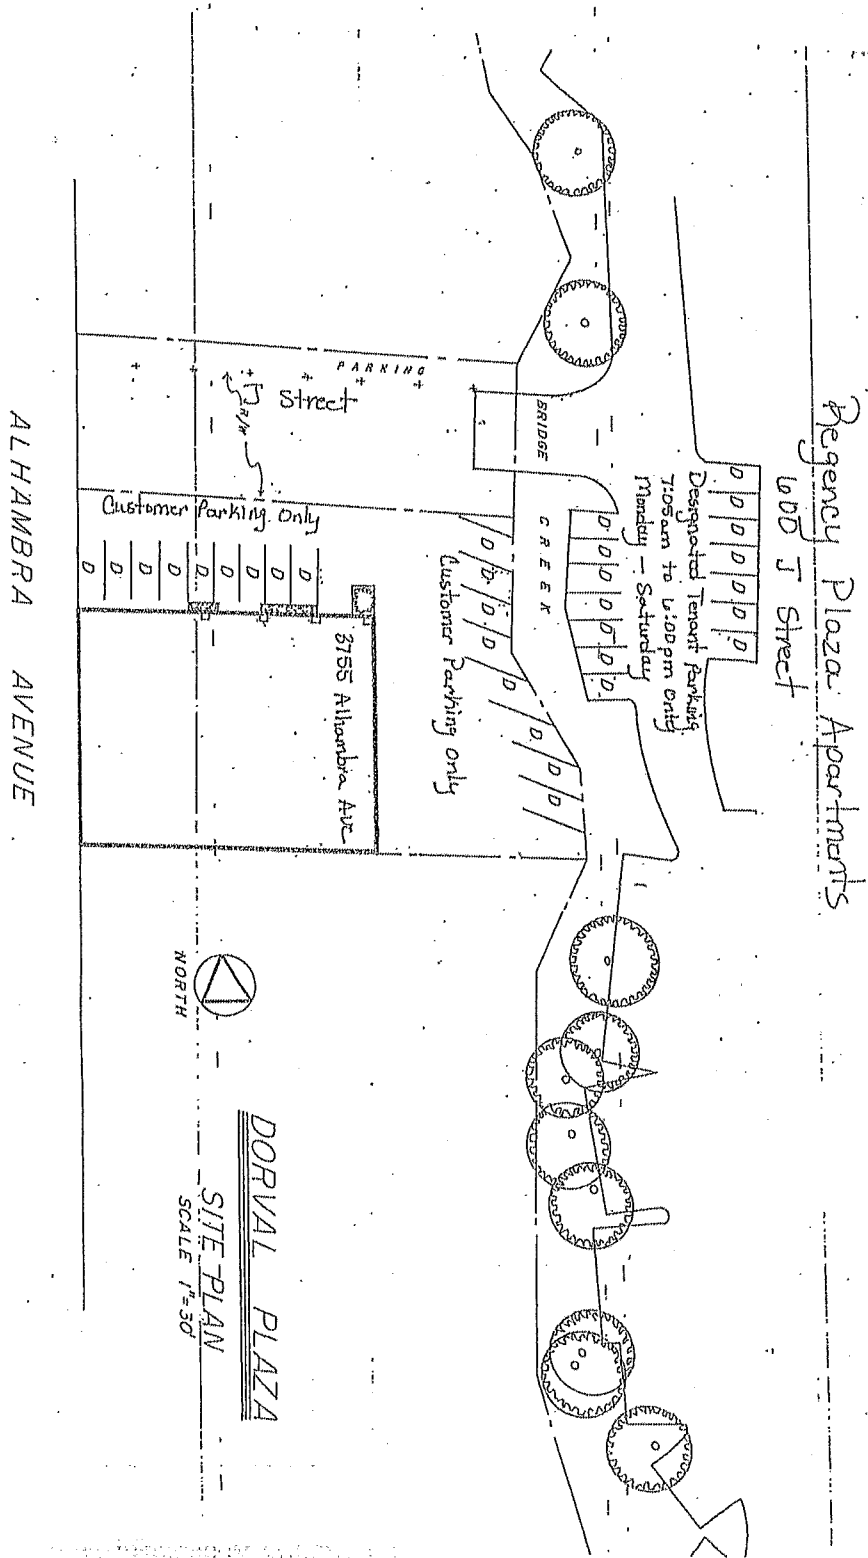 Regency Plaza Apartments
600 J Street
D D D D D D D
Designated Tenant Parking
7:05am to 6:00pm Only
Monday - Saturday
D D D D D D D
BRIDGE
CREEK
D D D D D D D D
Customer Parking Only
PARKING
J Street
R/W
Customer Parking Only
D D D D D D D D D
3755 Alhambra Ave
ALHAMBRA AVENUE
NORTH
DORVAL PLAZA
SITE PLAN
SCALE 1"=30'